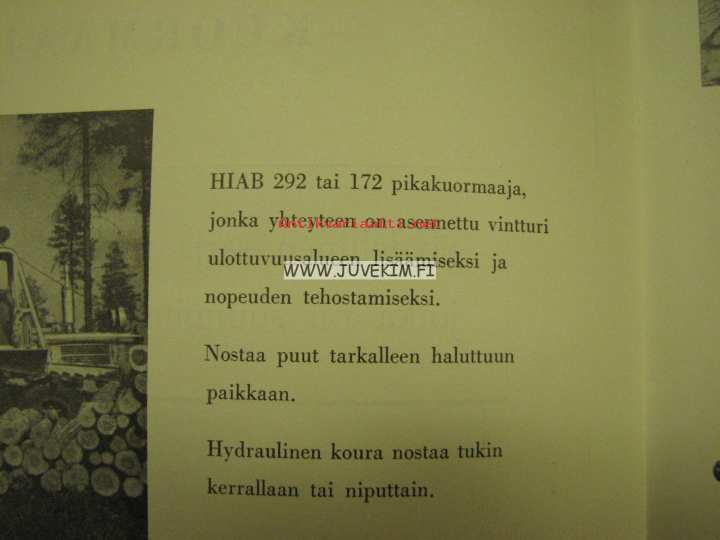 HIAB 292 tai 172 pikakuormaaja,
jonka yhteyteen on asennettu vintturi
ulottuvuusalueen lisäämiseksi ja
WWW.JUVEKIM.FI
nopeuden tehostamiseksi.
Nostaa puut tarkalleen haluttuun
paikkaan.
Hydraulinen koura nostaa tukin
kerrallaan tai niputtain.